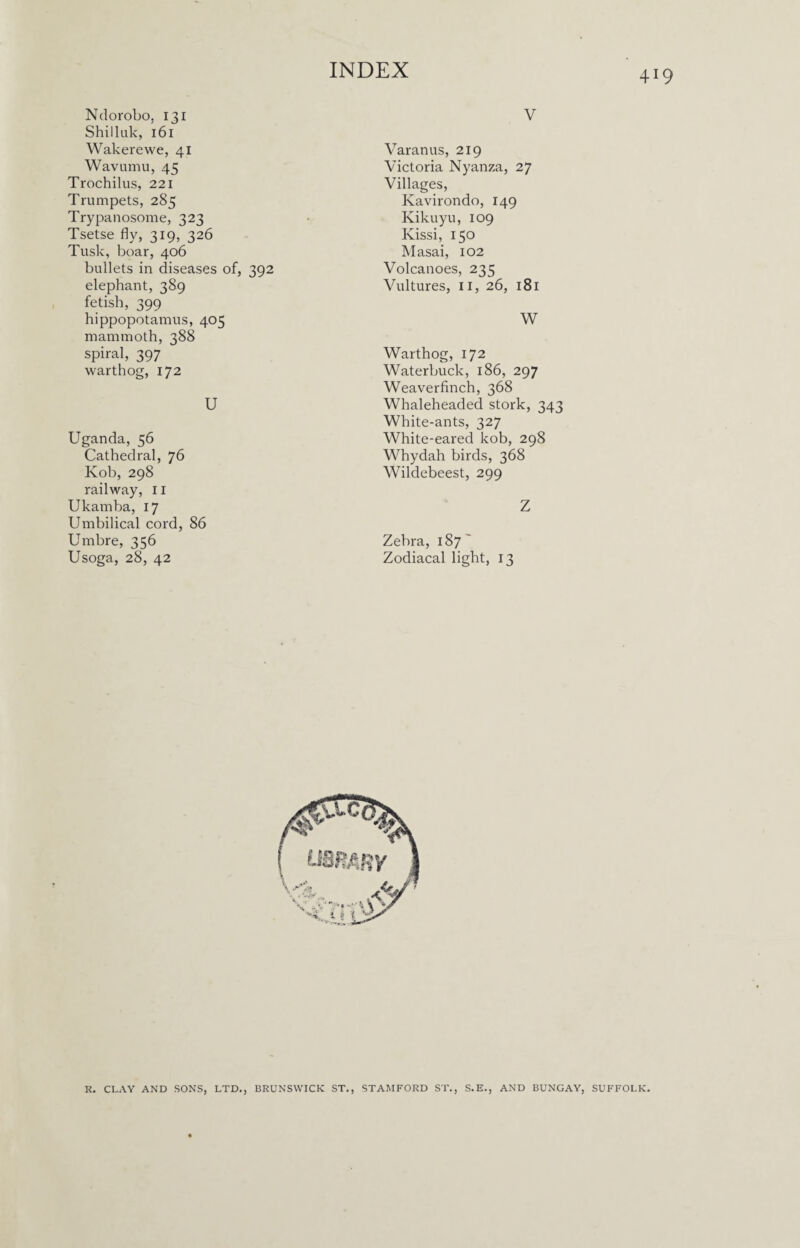 INDEX
419
Ndorobo, 131
Shilluk, 161
Wakerewe, 41
Wavumu, 45
Trochilus, 221
Trumpets, 285
Trypanosome, 323
Tsetse fly, 319, 326
Tusk, boar, 406
bullets in diseases of, 392
elephant, 389
fetish, 399
hippopotamus, 405
mammoth, 388
spiral, 397
warthog, 172
U
Uganda, 56
Cathedral, 76
Kob, 298
railway, 11
Ukamba, 17
Umbilical cord, 86
Umbre, 356
Usoga, 28, 42
V
Varanus, 219
Victoria Nyanza, 27
Villages,
Kavirondo, 149
Kikuyu, 109
Kissi, 150
Masai, 102
Volcanoes, 235
Vultures, 11, 26, 181
W
Warthog, 172
Waterbuck, 186, 297
Weaverfinch, 368
Whaleheaded stork, 343
White-ants, 327
White-eared kob, 298
Whydah birds, 368
Wildebeest, 299
Z
Zebra, 187
Zodiacal light, 13
LIBRARY
R. CLAY AND SONS, LTD., BRUNSWICK ST., STAMFORD ST., S.E., AND BUNGAY, SUFFOLK.